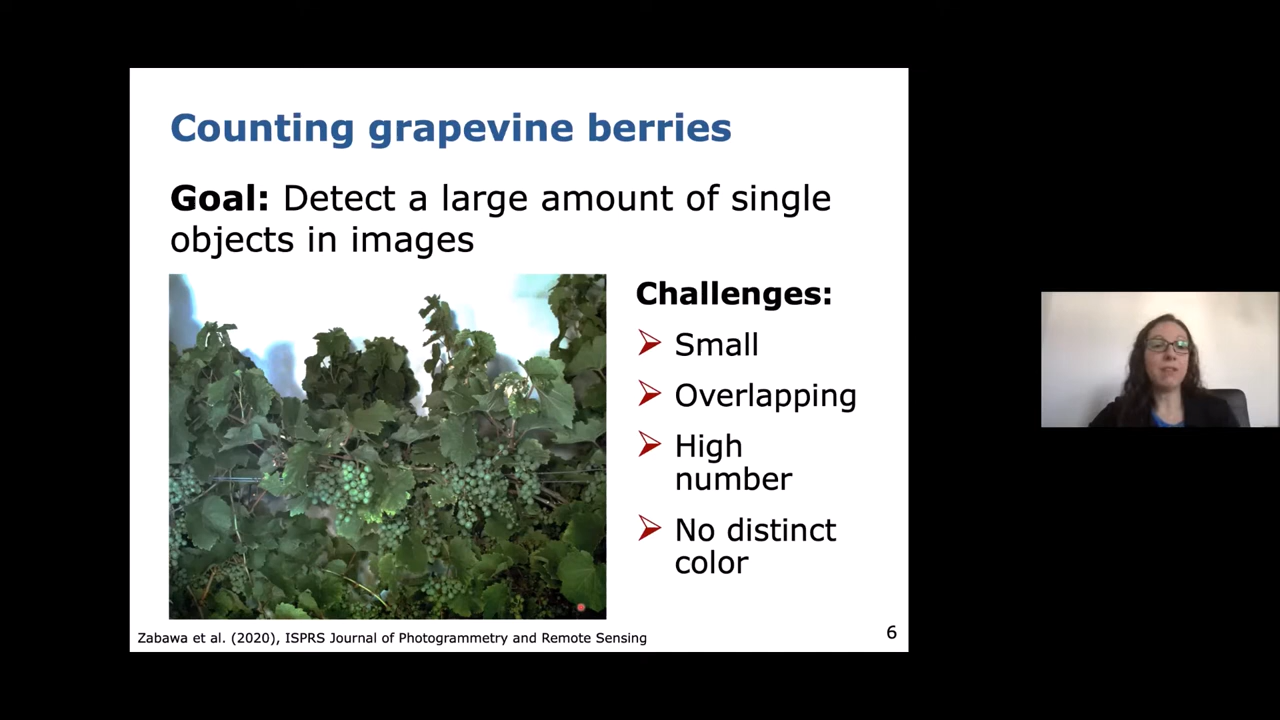 Counting grapevine berries
Goal: Detect a large amount of single
objects in images
Challenges:
Small
Overlapping
High
number
No distinct
color
Zabawa et al. (2020), ISPRS Journal of Photogrammetry and Remote Sensing
6